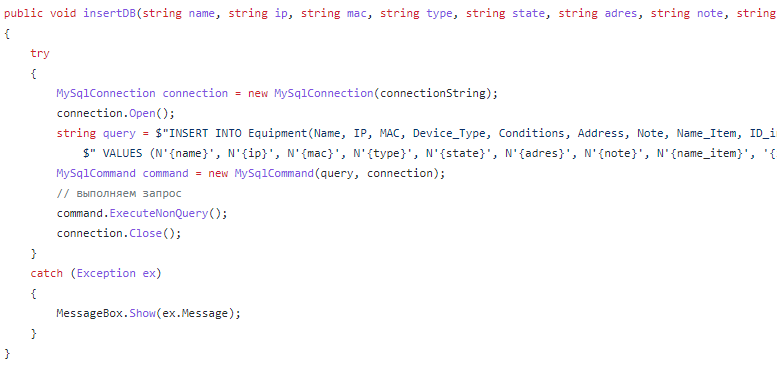 public void insertDB(string name, string ip, string mac, string type, string state, string adres, string note, string
{
try
{
MySqlConnection connection = new MySqlConnection(connectionString);
connection.Open();
string query = $"INSERT INTO Equipment(Name, IP, MAC, Device_Type, Conditions, Address, Note, Name_Item, ID_i
$" VALUES (N'{name}', N'{ip}', N'{mac}', N'{type}', N'{state}', N'{adres}', N'{note}', N'{name_item}', '{
MySqlCommand command = new MySqlCommand(query, connection);
// выполняем запрос
command.ExecuteNonQuery();
connection.Close();
}
catch (Exception ex)
{
MessageBox.Show(ex.Message);
}
}